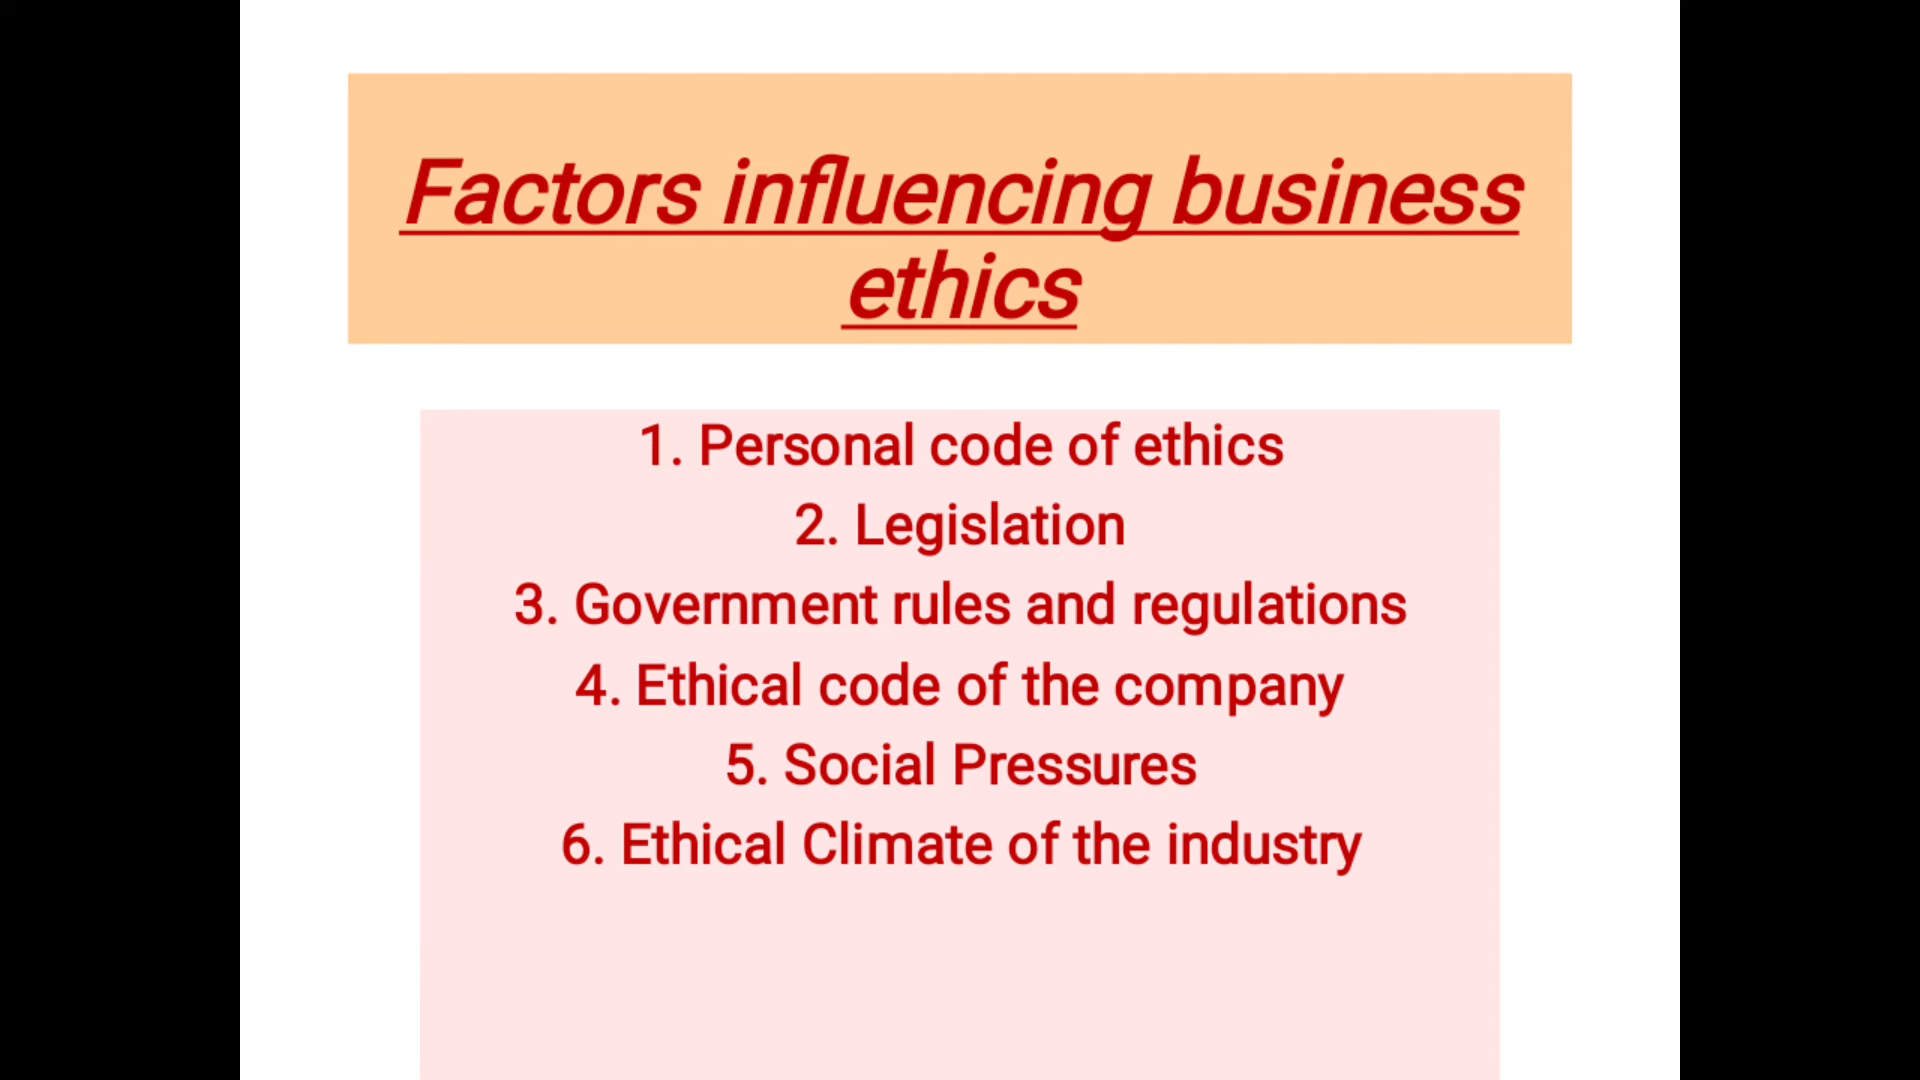 Factors influencing business
ethics
1. Personal code of ethics
2. Legislation
3. Government rules and regulations
4. Ethical code of the company
5. Social Pressures
6. Ethical Climate of the industry